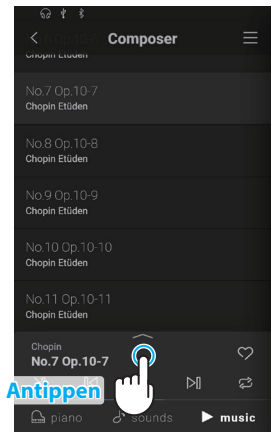 Composer
Chopin Etüden
No.7 Op.10-7
Chopin Etüden
No.8 Op.10-8
Chopin Etüden
No.9 Op.10-9
Chopin Etüden
No.10 Op.10-10
Chopin Etüden
No.11 Op.10-11
Chopin Etüden
Chopin
No.7 Op.10-7
Antippen
piano
sounds
music